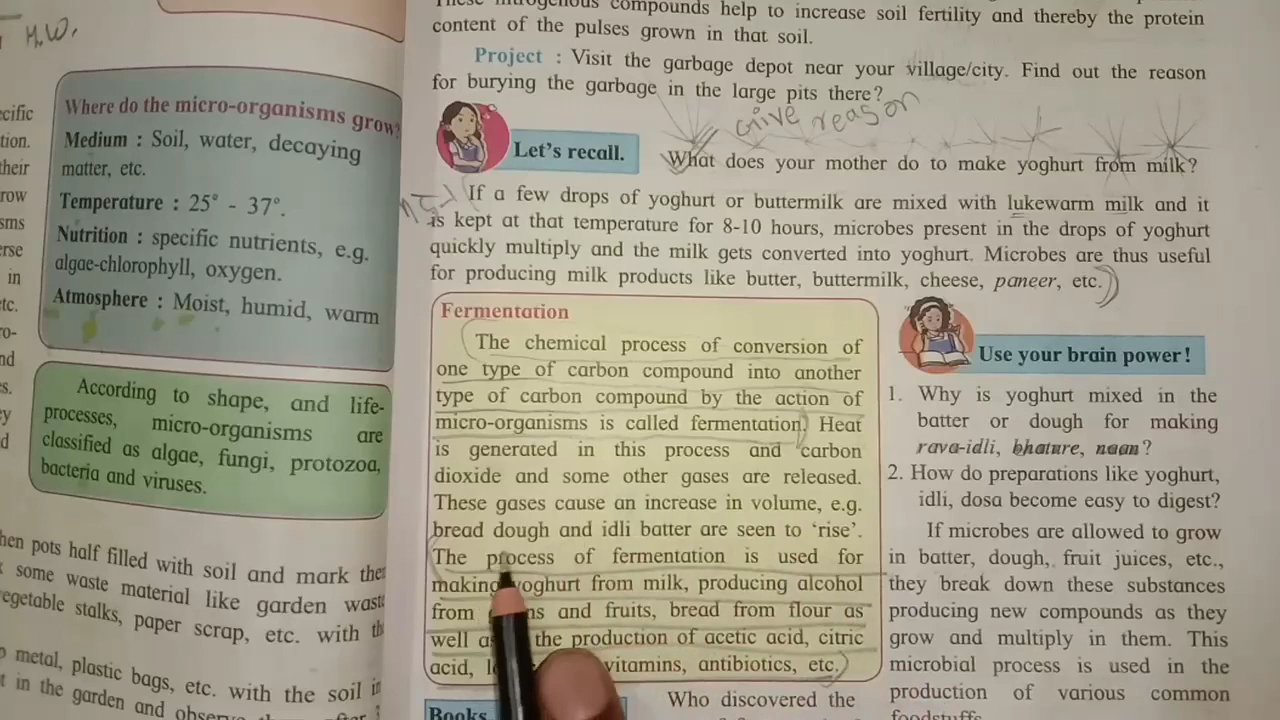 H.W.
ecific
tion.
their
row
sms
erse
in
etc.
ro-
nd
es.
ey
d
Where do the micro-organisms grow?
Medium : Soil, water, decaying
matter, etc.
Temperature : 25° - 37°.
Nutrition : specific nutrients, e.g.
algae-chlorophyll, oxygen.
Atmosphere : Moist, humid, warm
According to shape, and life-
processes, micro-organisms are
classified as algae, fungi, protozoa,
bacteria and viruses.
hen pots half filled with soil and mark the
some waste material like garden waste
egetable stalks, paper scrap, etc. with th
metal, plastic bags, etc. with the soil in
t in the garden and observe
These nitrogenous compounds help to increase soil fertility and thereby the protein
content of the pulses grown in that soil.
Project : Visit the garbage depot near your village/city. Find out the reason
for burying the garbage in the large pits there?
Give reason
Let's recall.
What does your mother do to make yoghurt from milk?
If a few drops of yoghurt or buttermilk are mixed with lukewarm milk and it
is kept at that temperature for 8-10 hours, microbes present in the drops of yoghurt
quickly multiply and the milk gets converted into yoghurt. Microbes are thus useful
for producing milk products like butter, buttermilk, cheese, paneer, etc.
Fermentation
The chemical process of conversion of
one type of carbon compound into another
type of carbon compound by the action of
micro-organisms is called fermentation. Heat
is generated in this process and carbon
dioxide and some other gases are released.
These gases cause an increase in volume, e.g.
bread dough and idli batter are seen to 'rise'.
The process of fermentation is used for
making yoghurt from milk, producing alcohol
from and fruits, bread from flour as
well as the production of acetic acid, citric
acid, vitamins, antibiotics, etc.
Use your brain power!
1. Why is yoghurt mixed in the
batter or dough for making
rava-idli, bhature, naan?
2. How do preparations like yoghurt,
idli, dosa become easy to digest?
If microbes are allowed to grow
in batter, dough, fruit juices, etc.,
they break down these substances
producing new compounds as they
grow and multiply in them. This
microbial process is used in the
production of various common
foodstuffs
Books
Who discovered the